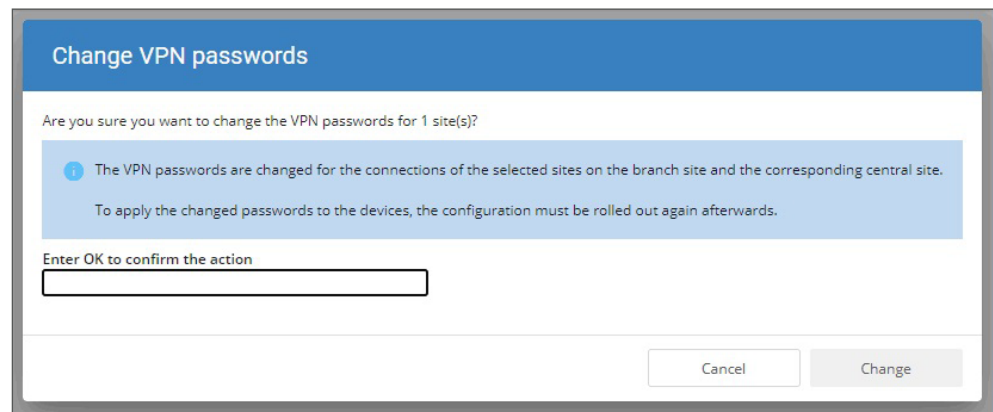 Change VPN passwords
Are you sure you want to change the VPN passwords for 1 site(s)?
The VPN passwords are changed for the connections of the selected sites on the branch site and the corresponding central site.
To apply the changed passwords to the devices, the configuration must be rolled out again afterwards.
Enter OK to confirm the action
Cancel Change